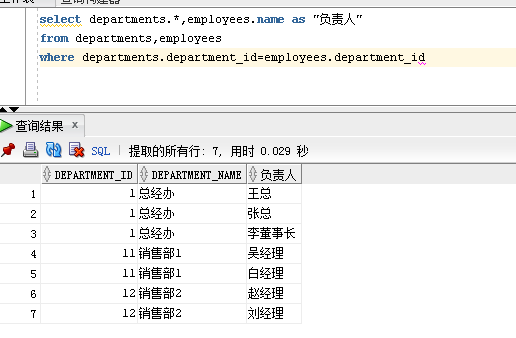 select departments.*,employees.name as "负责人"
from departments,employees
where departments.department_id=employees.department_id
查询结果 x
SQL | 提取的所有行: 7, 用时 0.029 秒
DEPARTMENT_ID DEPARTMENT_NAME 负责人
1 1 总经办 王总
2 1 总经办 张总
3 1 总经办 李董事长
4 11 销售部1 吴经理
5 11 销售部1 白经理
6 12 销售部2 赵经理
7 12 销售部2 刘经理